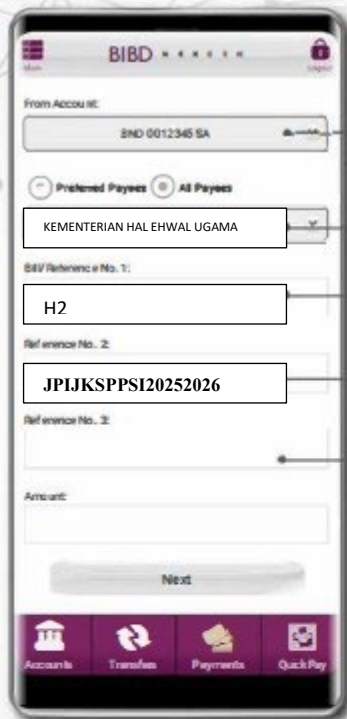 BIBD
Logout
From Account:
BND 0012345 SA
Preferred Payees All Payees
KEMENTERIAN HAL EHWAL UGAMA
Bill/Reference No. 1:
H2
Reference No. 2:
JPIJKSPPSI20252026
Reference No. 3:
Amount:
Next
Accounts Transfers Payments Quick Pay